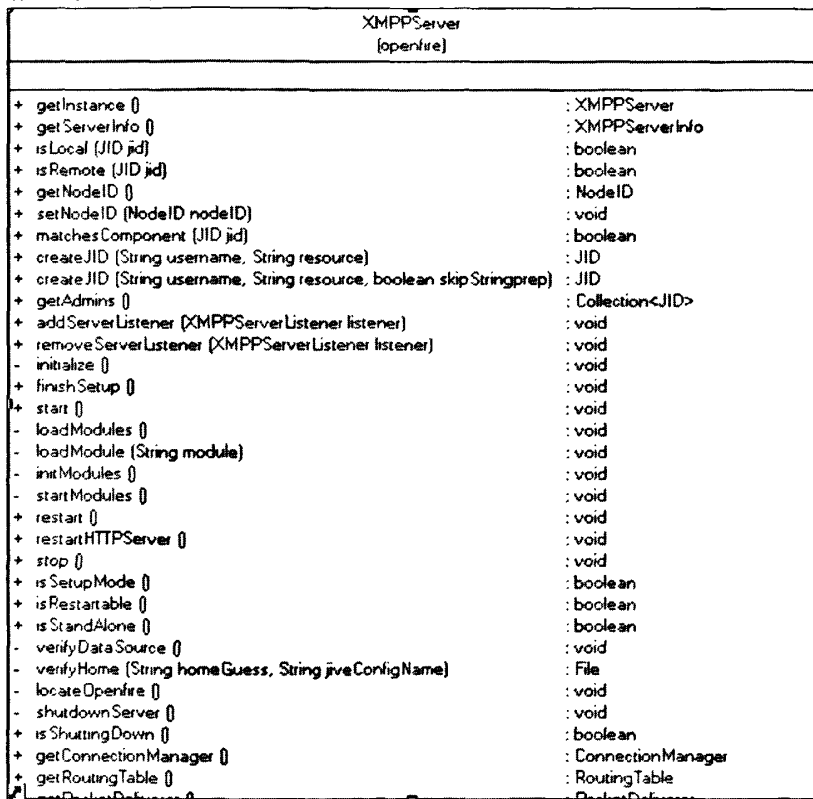 XMPPServer
{openfire}
+ getInstance () : XMPPServer
+ getServerInfo () : XMPPServerInfo
+ isLocal (JID jid) : boolean
+ isRemote (JID jid) : boolean
+ getNodeID () : NodeID
+ setNodeID (NodeID nodeID) : void
+ matchesComponent (JID jid) : boolean
+ createJID (String username, String resource) : JID
+ createJID (String username, String resource, boolean skipStringprep) : JID
+ getAdmins () : Collection<JID>
+ addServerListener (XMPPServerListener listener) : void
+ removeServerListener (XMPPServerListener listener) : void
- initialize () : void
+ finishSetup () : void
+ start () : void
- loadModules () : void
- loadModule (String module) : void
- initModules () : void
- startModules () : void
+ restart () : void
+ restartHTTPServer () : void
+ stop () : void
+ isSetupMode () : boolean
+ isRestartable () : boolean
+ isStandAlone () : boolean
- verifyDataSource () : void
- verifyHome (String homeGuess, String jiveConfigName) : File
- locateOpenfire () : void
- shutdownServer () : void
+ isShuttingDown () : boolean
+ getConnectionManager () : ConnectionManager
+ getRoutingTable () : RoutingTable